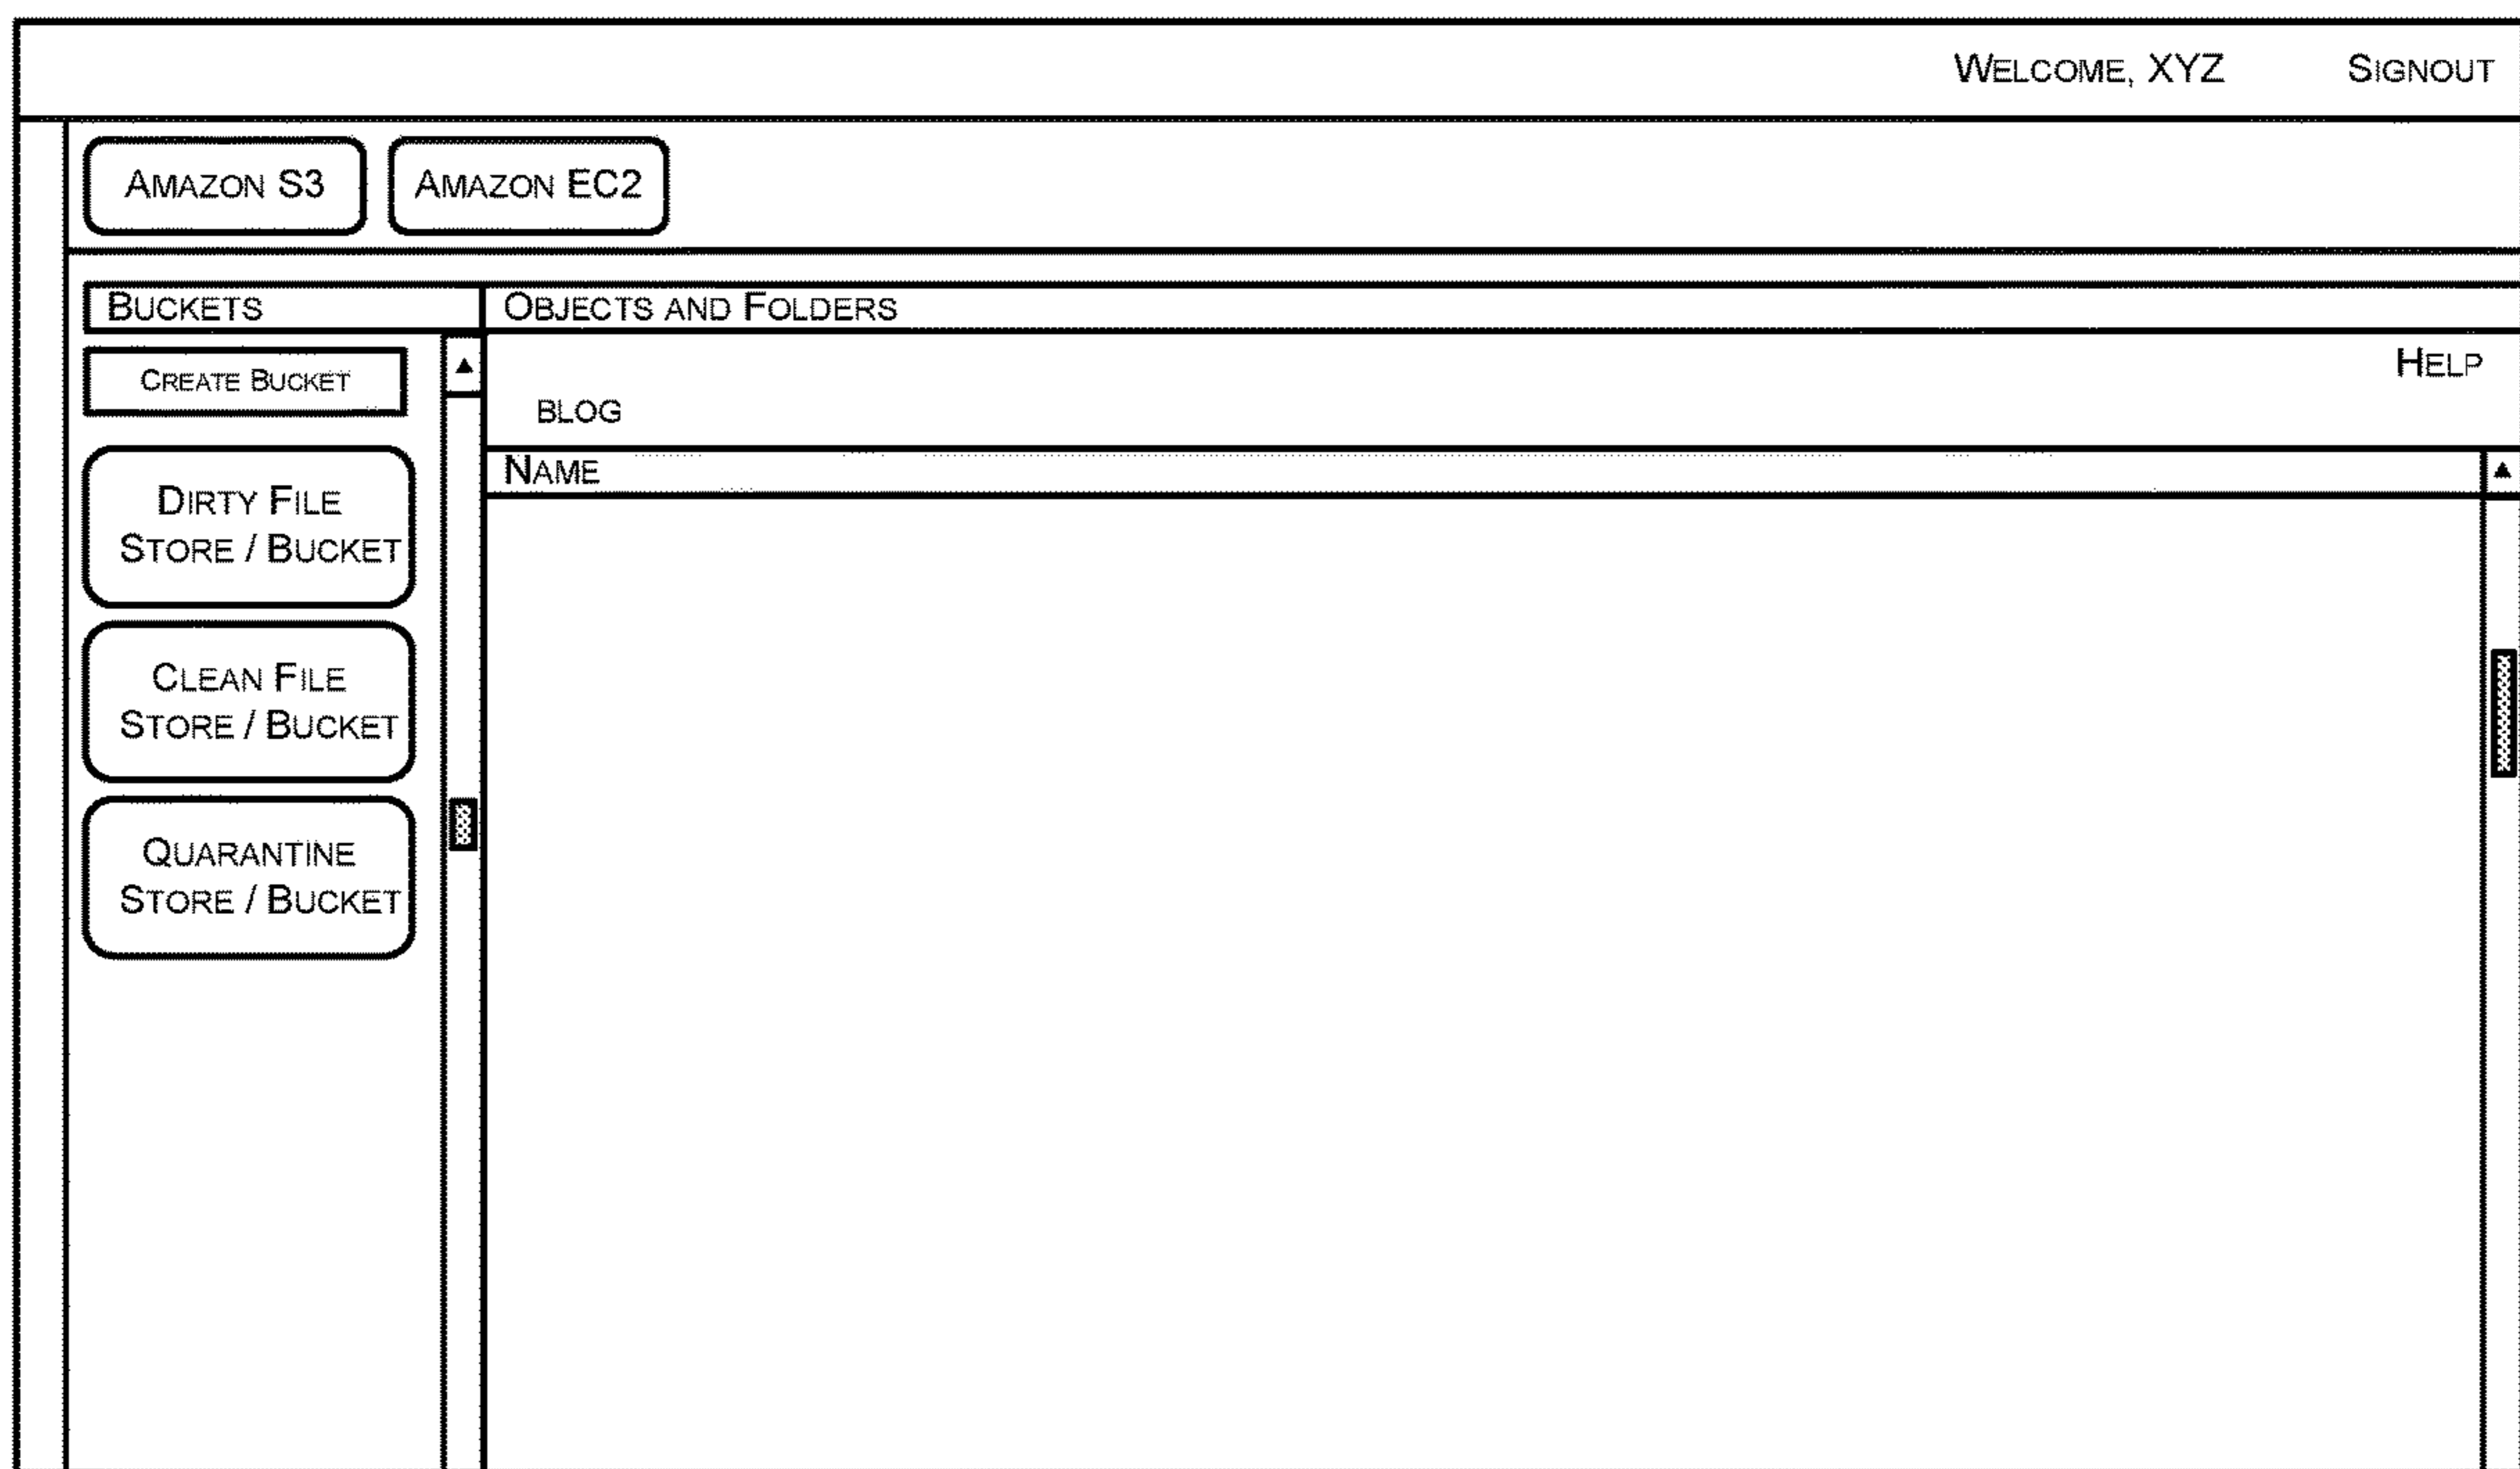 Welcome, XYZ Signout
Amazon S3 Amazon EC2
Buckets Objects and Folders
Create Bucket
Help
BLOG
Name
Dirty File
Store / Bucket
Clean File
Store / Bucket
Quarantine
Store / Bucket